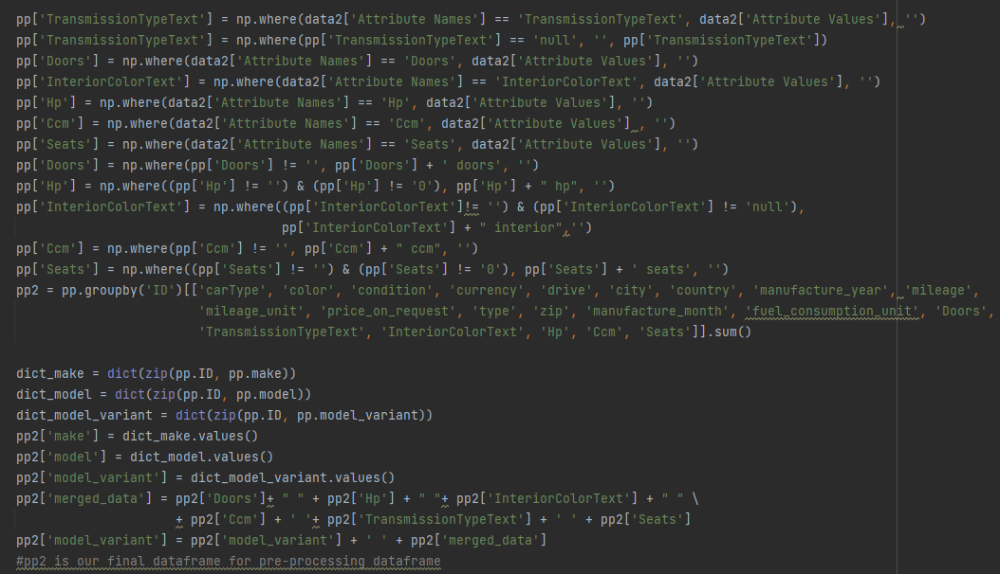 pp['TransmissionTypeText'] = np.where(data2['Attribute Names'] == 'TransmissionTypeText', data2['Attribute Values'], '')
pp['TransmissionTypeText'] = np.where(pp['TransmissionTypeText'] == 'null', '', pp['TransmissionTypeText'])
pp['Doors'] = np.where(data2['Attribute Names'] == 'Doors', data2['Attribute Values'], '')
pp['InteriorColorText'] = np.where(data2['Attribute Names'] == 'InteriorColorText', data2['Attribute Values'], '')
pp['Hp'] = np.where(data2['Attribute Names'] == 'Hp', data2['Attribute Values'], '')
pp['Ccm'] = np.where(data2['Attribute Names'] == 'Ccm', data2['Attribute Values'] , '')
pp['Seats'] = np.where(data2['Attribute Names'] == 'Seats', data2['Attribute Values'], '')
pp['Doors'] = np.where(pp['Doors'] != '', pp['Doors'] + ' doors', '')
pp['Hp'] = np.where((pp['Hp'] != '') & (pp['Hp'] != '0'), pp['Hp'] + " hp", '')
pp['InteriorColorText'] = np.where((pp['InteriorColorText']!= '') & (pp['InteriorColorText'] != 'null'),
                                   pp['InteriorColorText'] + " interior",'')
pp['Ccm'] = np.where(pp['Ccm'] != '', pp['Ccm'] + " ccm", '')
pp['Seats'] = np.where((pp['Seats'] != '') & (pp['Seats'] != '0'), pp['Seats'] + ' seats', '')
pp2 = pp.groupby('ID')[['carType', 'color', 'condition', 'currency', 'drive', 'city', 'country', 'manufacture_year', 'mileage',
                        'mileage_unit', 'price_on_request', 'type', 'zip', 'manufacture_month', 'fuel_consumption_unit', 'Doors',
                        'TransmissionTypeText', 'InteriorColorText', 'Hp', 'Ccm', 'Seats']].sum()
dict_make = dict(zip(pp.ID, pp.make))
dict_model = dict(zip(pp.ID, pp.model))
dict_model_variant = dict(zip(pp.ID, pp.model_variant))
pp2['make'] = dict_make.values()
pp2['model'] = dict_model.values()
pp2['model_variant'] = dict_model_variant.values()
pp2['merged_data'] = pp2['Doors']+ " " + pp2['Hp'] + " "+ pp2['InteriorColorText'] + " " \
                     + pp2['Ccm'] + ' '+ pp2['TransmissionTypeText'] + ' ' + pp2['Seats']
pp2['model_variant'] = pp2['model_variant'] + ' ' + pp2['merged_data']
#pp2 is our final dataframe for pre-processing dataframe